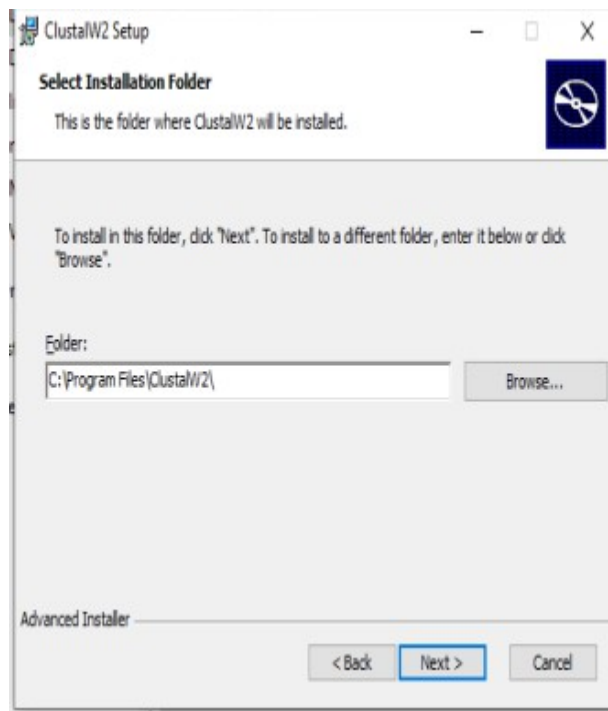 ClustalW2 Setup
Select Installation Folder
This is the folder where ClustalW2 will be installed.
To install in this folder, click "Next". To install to a different folder, enter it below or click
"Browse".
Folder:
C:\Program Files\ClustalW2\
Browse...
Advanced Installer
< Back
Next >
Cancel